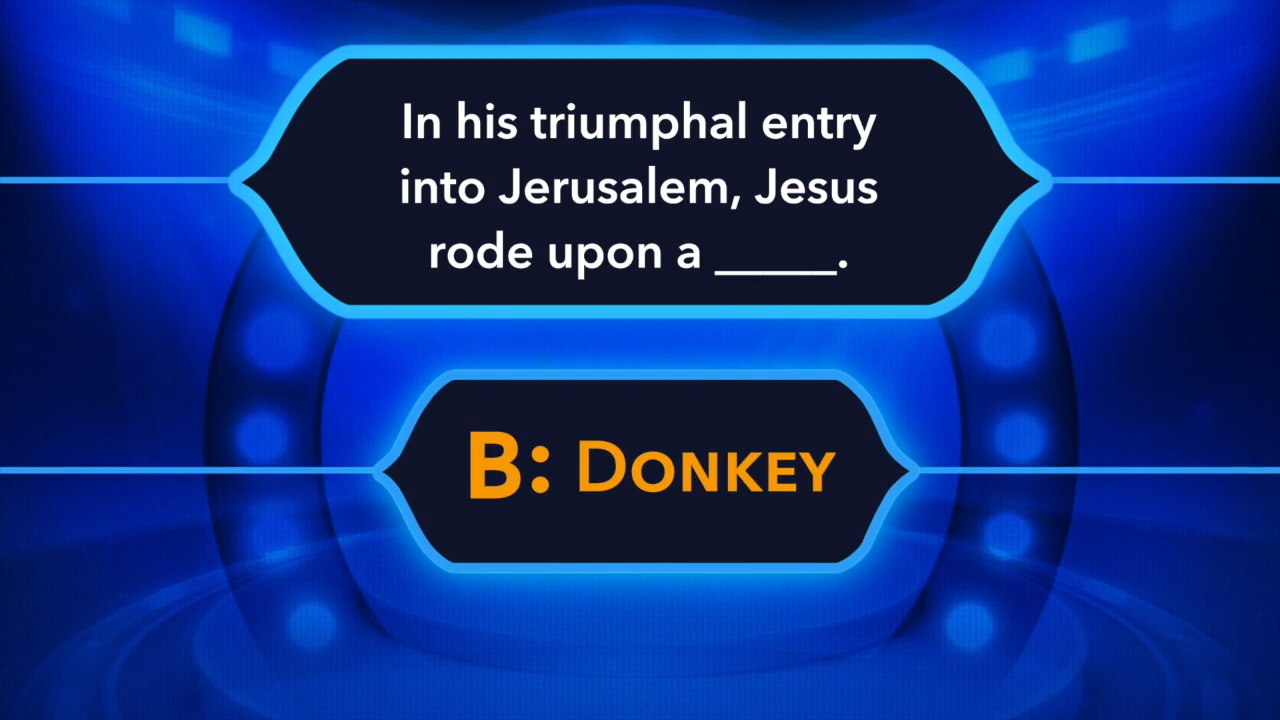 In his triumphal entry
into Jerusalem, Jesus
rode upon a _____.
B: DONKEY